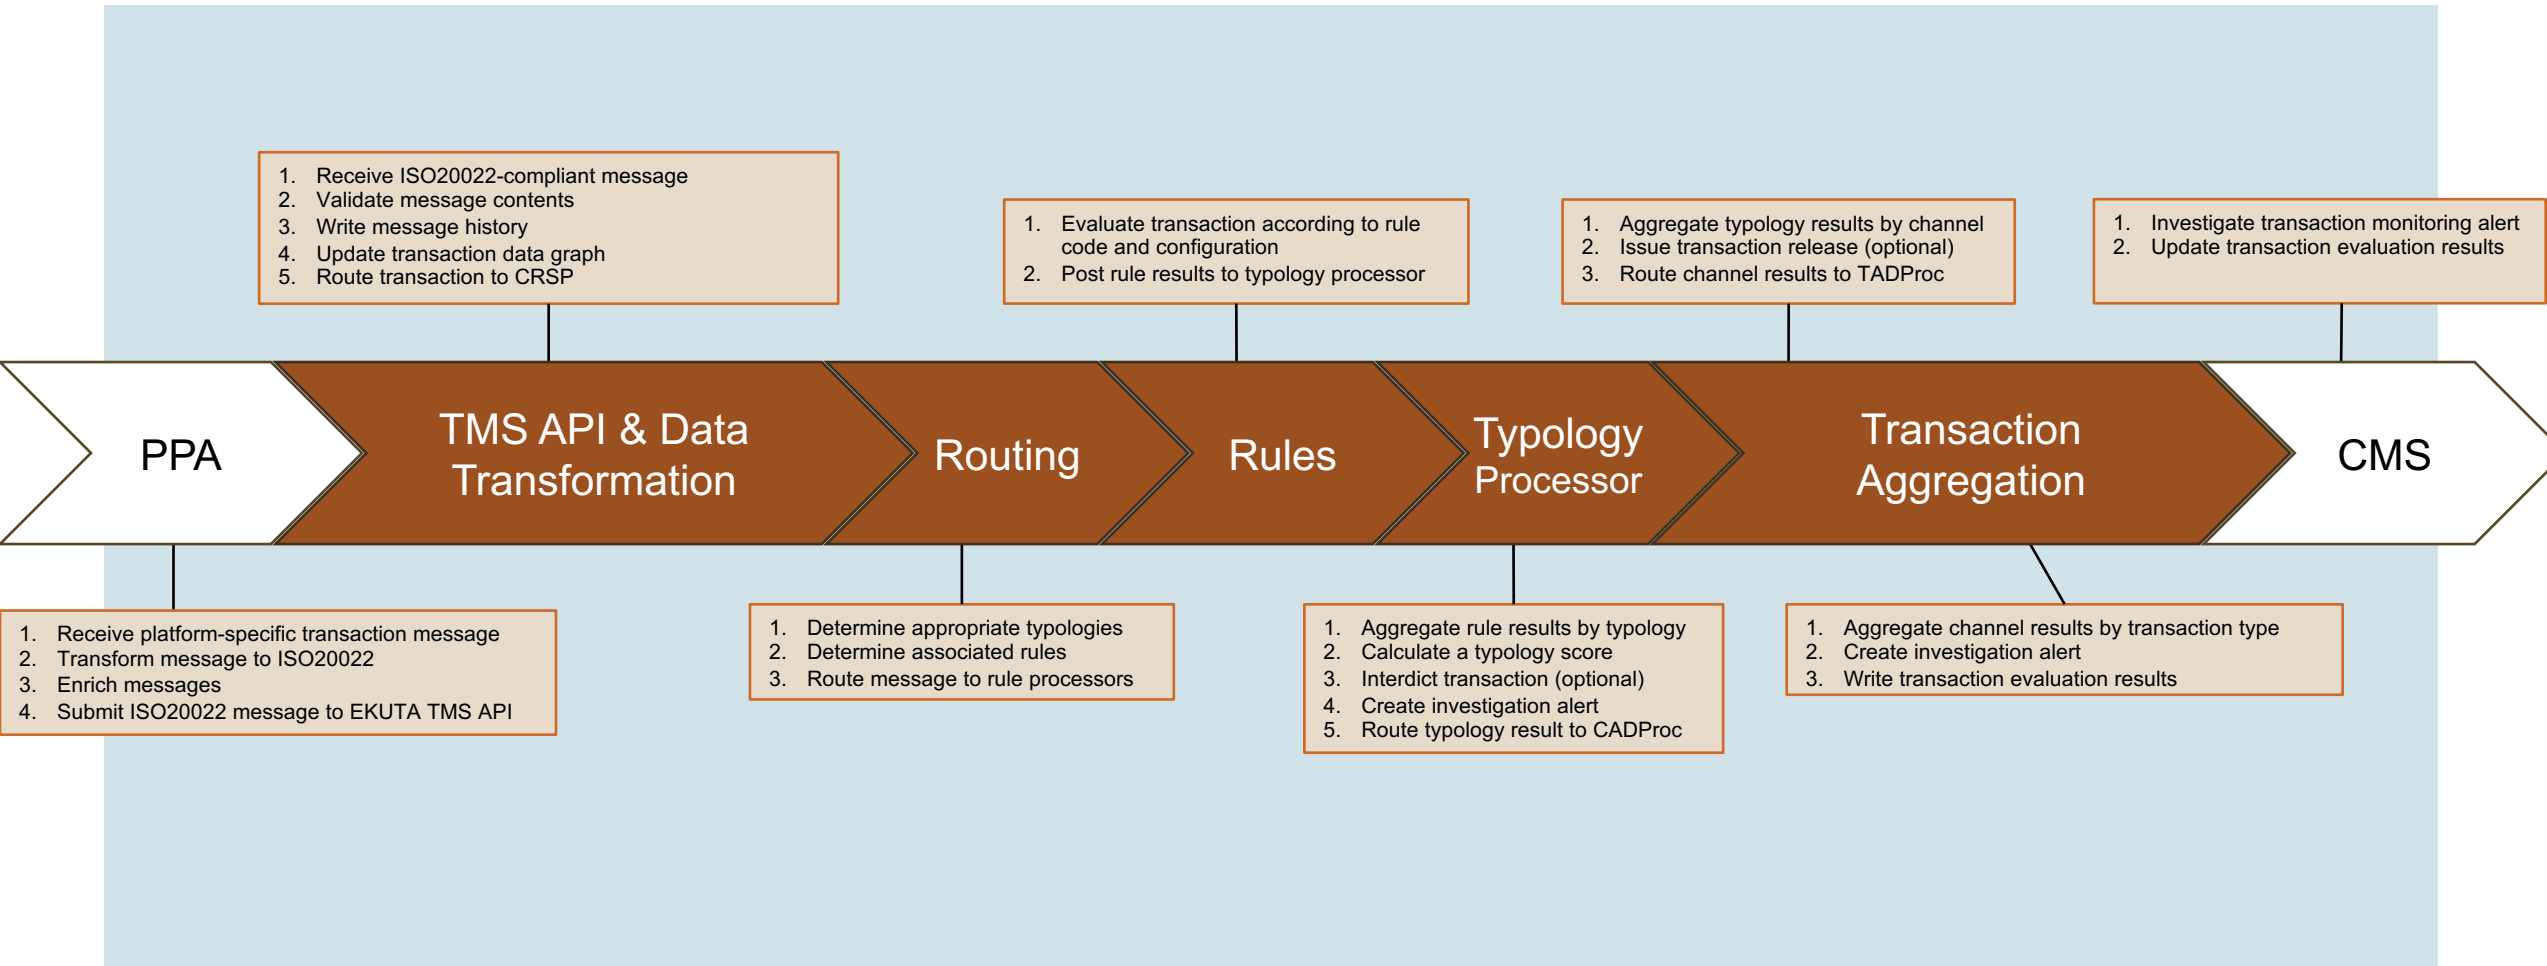 1. Receive ISO20022-compliant message
2. Validate message contents
3. Write message history
4. Update transaction data graph
5. Route transaction to CRSP
1. Evaluate transaction according to rule
code and configuration
2. Post rule results to typology processor
1. Aggregate typology results by channel
2. Issue transaction release (optional)
3. Route channel results to TADProc
1. Investigate transaction monitoring alert
2. Update transaction evaluation results
PPA
TMS API & Data
Transformation
Routing
Rules
Typology
Processor
Transaction
Aggregation
CMS
1. Receive platform-specific transaction message
2. Transform message to ISO20022
3. Enrich messages
4. Submit ISO20022 message to EKUTA TMS API
1. Determine appropriate typologies
2. Determine associated rules
3. Route message to rule processors
1. Aggregate rule results by typology
2. Calculate a typology score
3. Interdict transaction (optional)
4. Create investigation alert
5. Route typology result to CADProc
1. Aggregate channel results by transaction type
2. Create investigation alert
3. Write transaction evaluation results